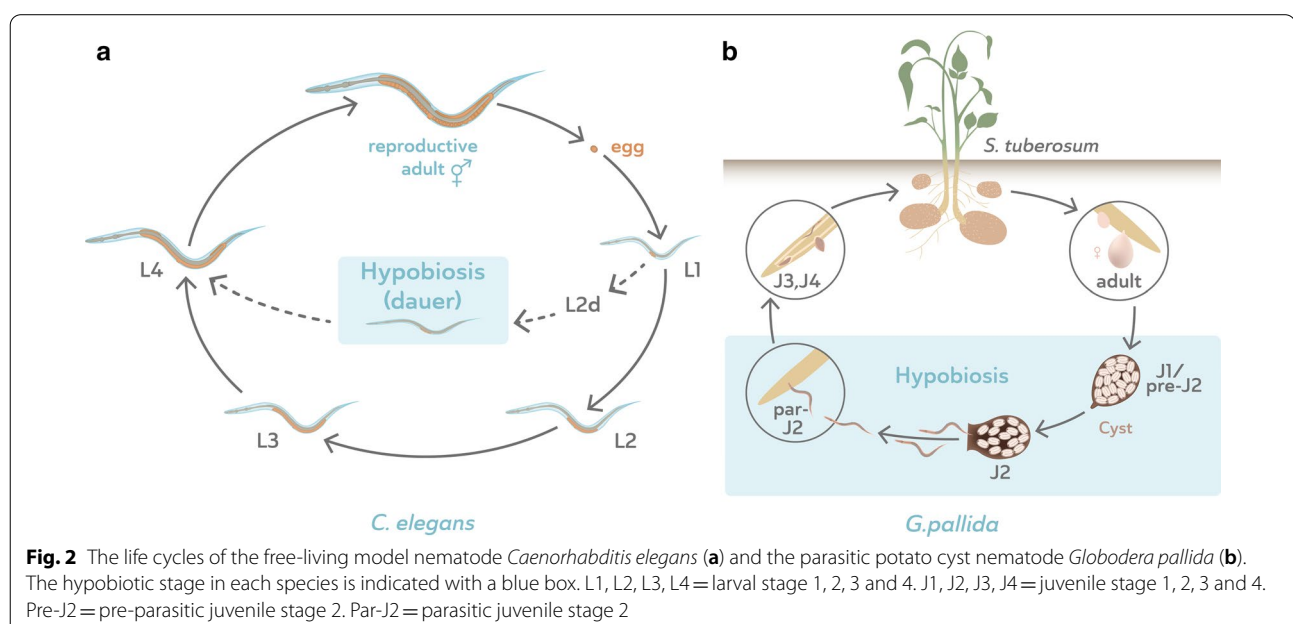 a
reproductive
adult ⚥
egg
L1
L2d
Hypobiosis
(dauer)
L4
L3
L2
C. elegans
b
S. tuberosum
J3,J4
♀
adult
Hypobiosis
J1/
pre-J2
par-
J2
Cyst
J2
G.pallida
Fig. 2 The life cycles of the free-living model nematode Caenorhabditis elegans (a) and the parasitic potato cyst nematode Globodera pallida (b).
The hypobiotic stage in each species is indicated with a blue box. L1, L2, L3, L4 = larval stage 1, 2, 3 and 4. J1, J2, J3, J4 = juvenile stage 1, 2, 3 and 4.
Pre-J2 = pre-parasitic juvenile stage 2. Par-J2 = parasitic juvenile stage 2